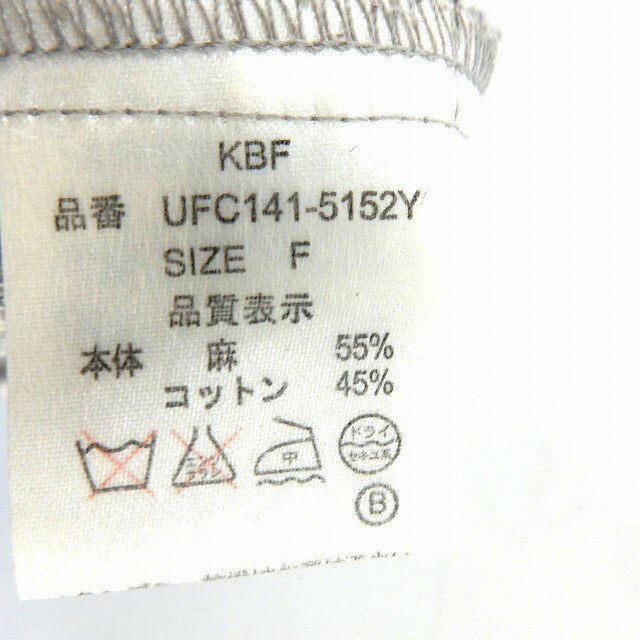 KBF
品番 UFC141-5152Y
SIZE F
品質表示
本体 麻 55%
コットン 45%
中
ドライ
セキユ系
B